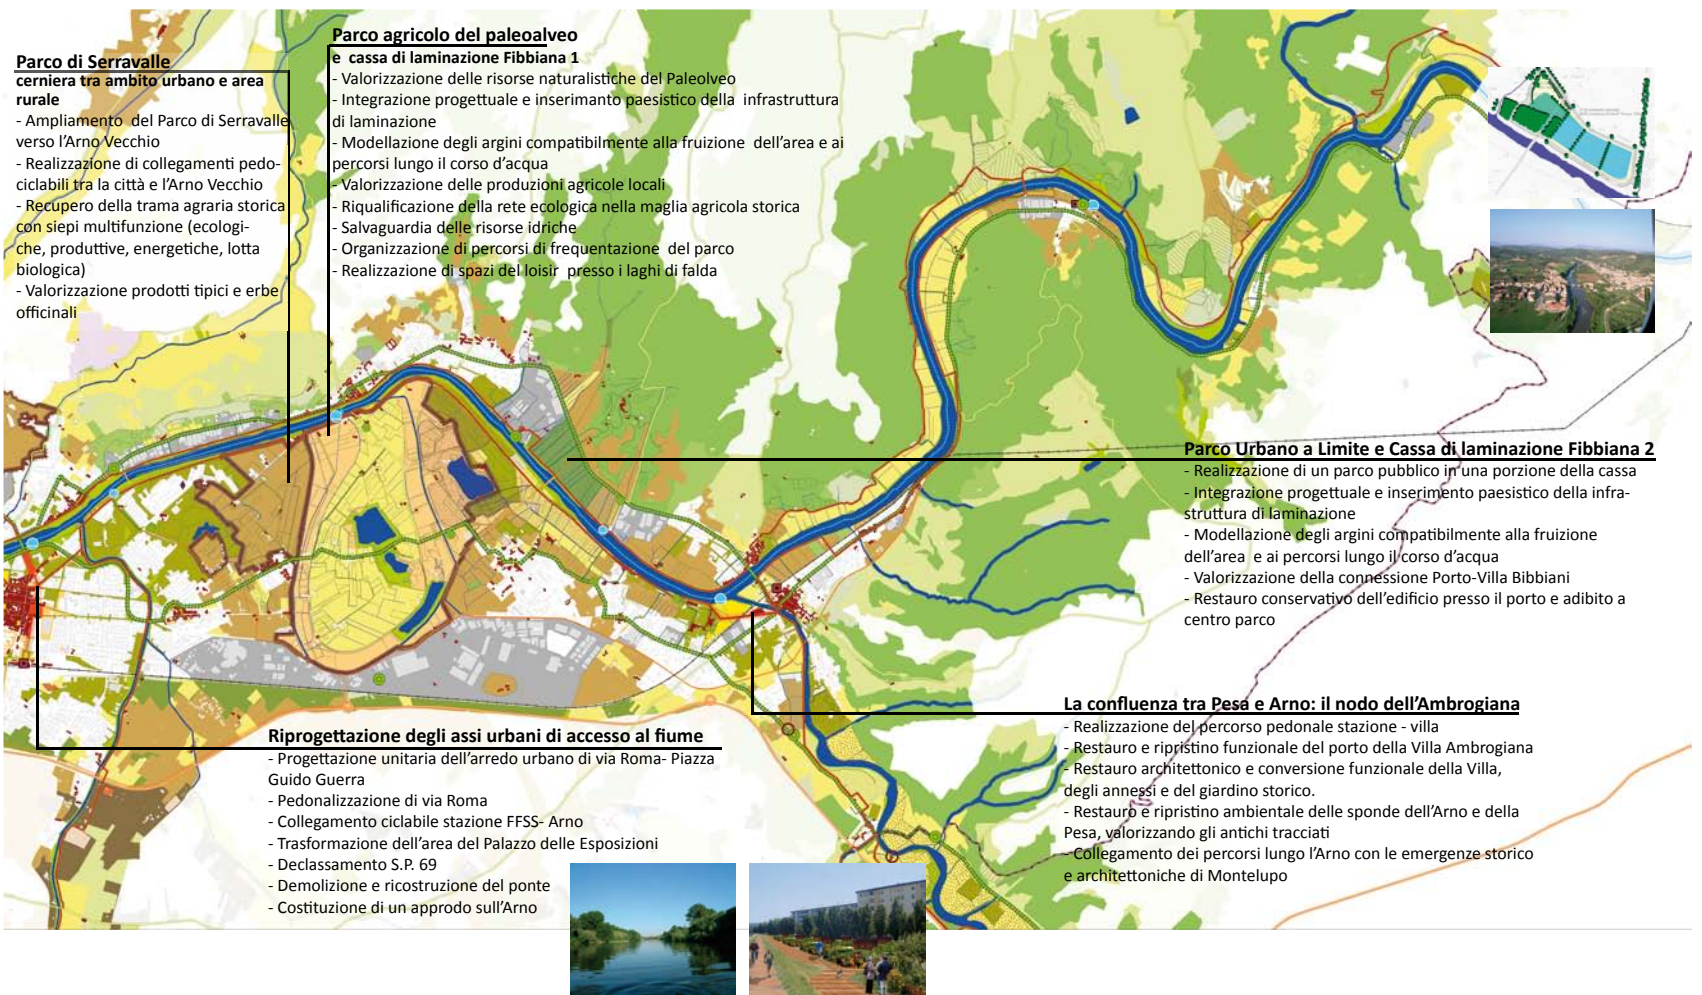 Parco di Serravalle
cerniera tra ambito urbano e area
rurale
- Ampliamento del Parco di Serravalle
verso l'Arno Vecchio
- Realizzazione di collegamenti pedo-
ciclabili tra la città e l'Arno Vecchio
- Recupero della trama agraria storica
con siepi multifunzione (ecologi-
che, produttive, energetiche, lotta
biologica)
- Valorizzazione prodotti tipici e erbe
officinali
Parco agricolo del paleoalveo
e cassa di laminazione Fibbiana 1
- Valorizzazione delle risorse naturalistiche del Paleolveo
- Integrazione progettuale e inserimanto paesistico della infrastruttura
di laminazione
- Modellazione degli argini compatibilmente alla fruizione dell'area e ai
percorsi lungo il corso d'acqua
- Valorizzazione delle produzioni agricole locali
- Riqualificazione della rete ecologica nella maglia agricola storica
- Salvaguardia delle risorse idriche
- Organizzazione di percorsi di frequentazione del parco
- Realizzazione di spazi del loisir presso i laghi di falda
Parco Urbano a Limite e Cassa di laminazione Fibbiana 2
- Realizzazione di un parco pubblico in una porzione della cassa
- Integrazione progettuale e inserimento paesistico della infra-
struttura di laminazione
- Modellazione degli argini compatibilmente alla fruizione
dell'area e ai percorsi lungo il corso d'acqua
- Valorizzazione della connessione Porto-Villa Bibbiani
- Restauro conservativo dell'edificio presso il porto e adibito a
centro parco
La confluenza tra Pesa e Arno: il nodo dell'Ambrogiana
- Realizzazione del percorso pedonale stazione - villa
- Restauro e ripristino funzionale del porto della Villa Ambrogiana
- Restauro architettonico e conversione funzionale della Villa,
degli annessi e del giardino storico.
- Restauro e ripristino ambientale delle sponde dell'Arno e della
Pesa, valorizzando gli antichi tracciati
- Collegamento dei percorsi lungo l'Arno con le emergenze storico
e architettoniche di Montelupo
Riprogettazione degli assi urbani di accesso al fiume
- Progettazione unitaria dell'arredo urbano di via Roma- Piazza
Guido Guerra
- Pedonalizzazione di via Roma
- Collegamento ciclabile stazione FFSS- Arno
- Trasformazione dell'area del Palazzo delle Esposizioni
- Declassamento S.P. 69
- Demolizione e ricostruzione del ponte
- Costituzione di un approdo sull'Arno